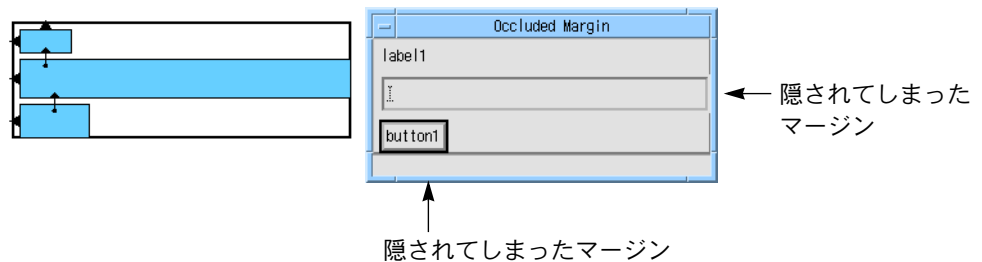 Occluded Margin
label1
button1
隠されてしまった
マージン
隠されてしまったマージン